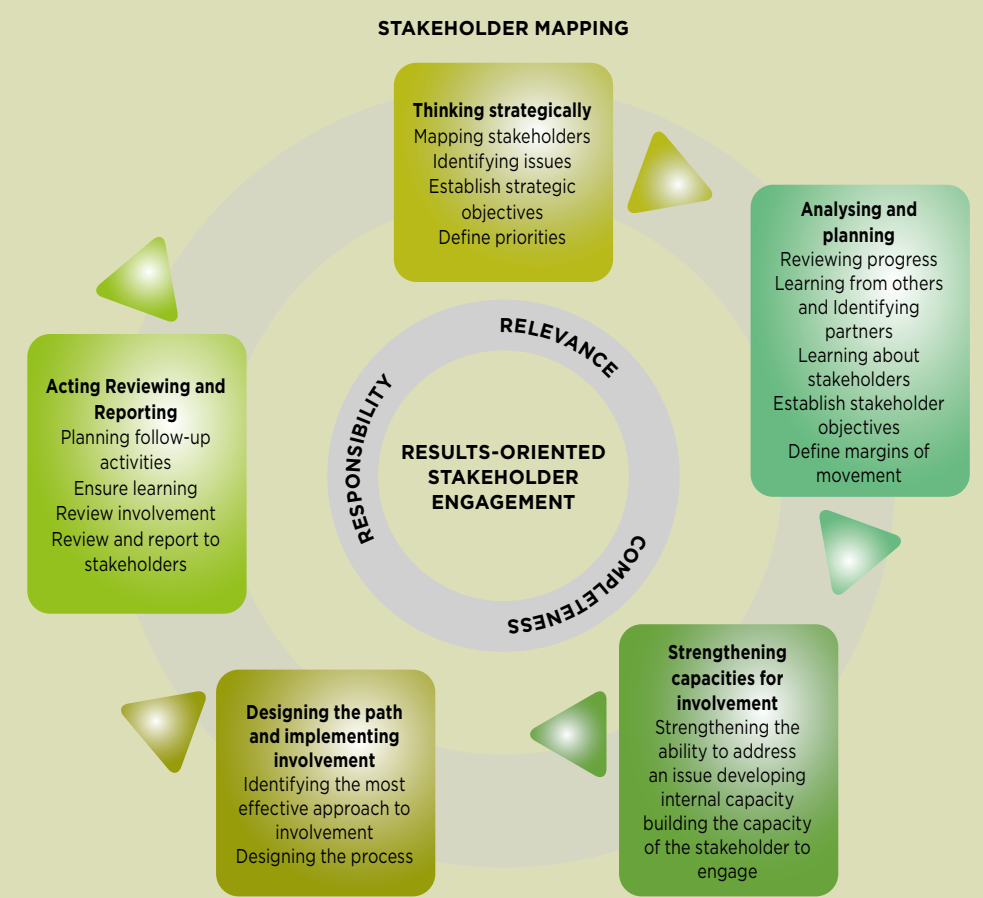 STAKEHOLDER MAPPING
Thinking strategically
Mapping stakeholders
Identifying issues
Establish strategic
objectives
Define priorities
Analysing and
planning
Reviewing progress
Learning from others
and Identifying
partners
Learning about
stakeholders
Establish stakeholder
objectives
Define margins of
movement
Strengthening
capacities for
involvement
Strengthening the
ability to address
an issue developing
internal capacity
building the capacity
of the stakeholder to
engage
Designing the path
and implementing
involvement
Identifying the most
effective approach to
involvement
Designing the process
Acting Reviewing and
Reporting
Planning follow-up
activities
Ensure learning
Review involvement
Review and report to
stakeholders
RELEVANCE
COMPLETENESS
RESPONSIBILITY
RESULTS-ORIENTED
STAKEHOLDER
ENGAGEMENT